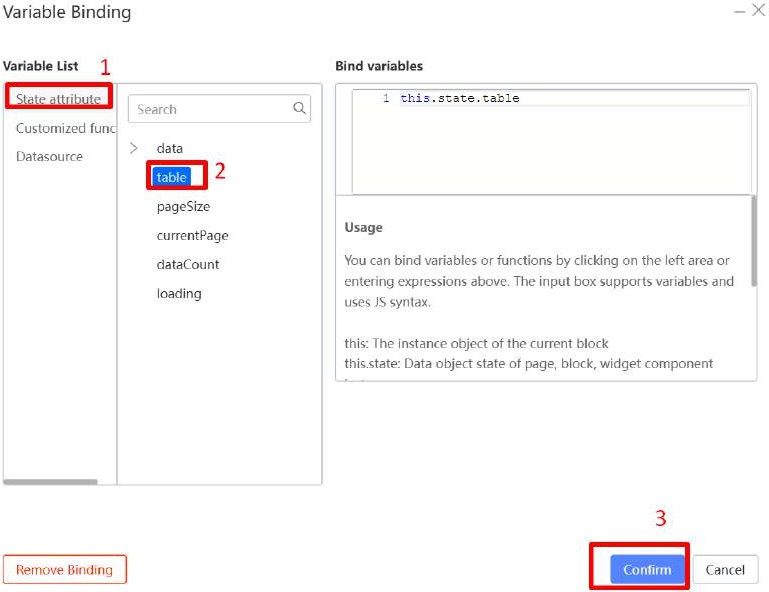 Variable Binding
Variable List 1
State attribute
Customized func
Datasource
Search
data
table 2
pageSize
currentPage
dataCount
loading
Bind variables
1 this.state.table
Usage
You can bind variables or functions by clicking on the left area or
entering expressions above. The input box supports variables and
uses JS syntax.
this: The instance object of the current block
this.state: Data object state of page, block, widget component
3
Remove Binding
Confirm
Cancel